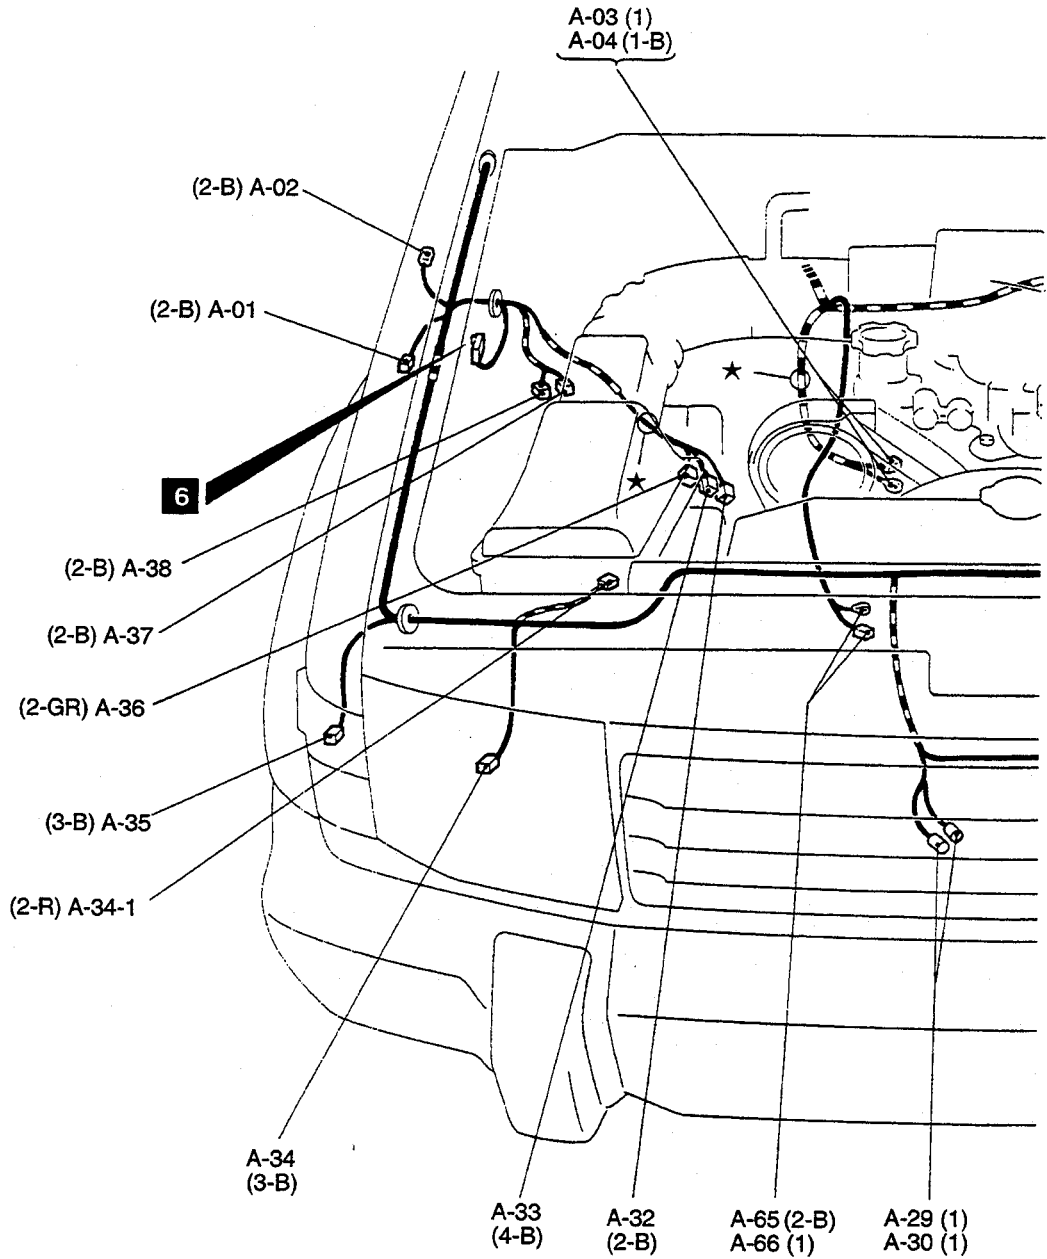 A-03 (1)
A-04 (1-B)
(2-B) A-02
(2-B) A-01
6
(2-B) A-38
(2-B) A-37
(2-GR) A-36
(3-B) A-35
(2-R) A-34-1
A-34
(3-B)
A-33
(4-B)
A-32
(2-B)
A-65 (2-B)
A-66 (1)
A-29 (1)
A-30 (1)